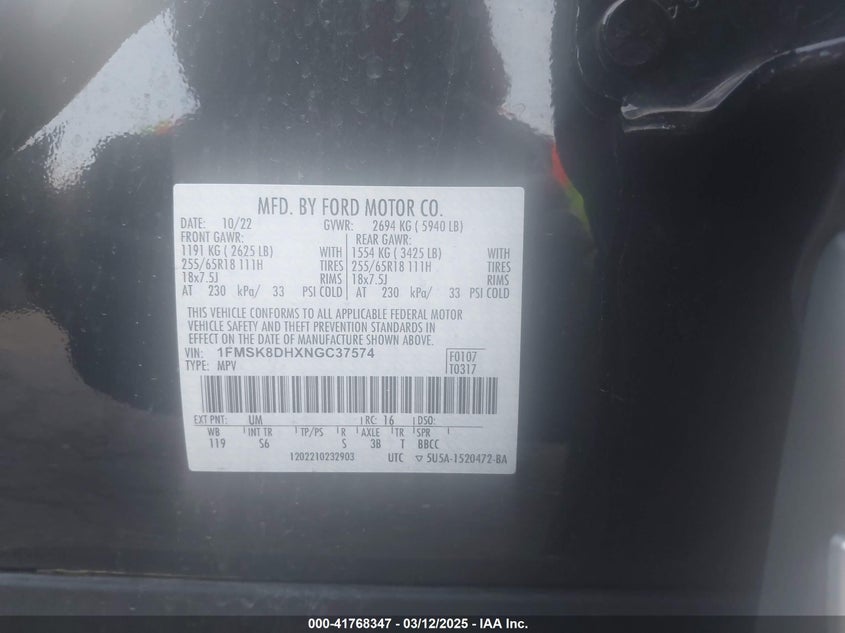 MFD. BY FORD MOTOR CO.
DATE: 10/22 GVWR: 2694 KG ( 5940 LB)
FRONT GAWR: REAR GAWR:
1191 KG ( 2625 LB) WITH 1554 KG ( 3425 LB) WITH
255/65R18 111H TIRES 255/65R18 111H TIRES
18x7.5J RIMS 18x7.5J RIMS
AT 230 kPa/ 33 PSI COLD AT 230 kPa/ 33 PSI COLD
THIS VEHICLE CONFORMS TO ALL APPLICABLE FEDERAL MOTOR
VEHICLE SAFETY AND THEFT PREVENTION STANDARDS IN
EFFECT ON THE DATE OF MANUFACTURE SHOWN ABOVE.
VIN: 1FMSK8DHXNGC37574 F0107
TYPE: MPV T0317
EXT PNT: UM RC: 16 DSO:
WB INT TR TP/PS R AXLE TR SPR
119 S6 S 3B T BBCC
1202210232903 UTC ▽ 5U5A-1520472-BA
000-41768347 - 03/12/2025 - IAA Inc.